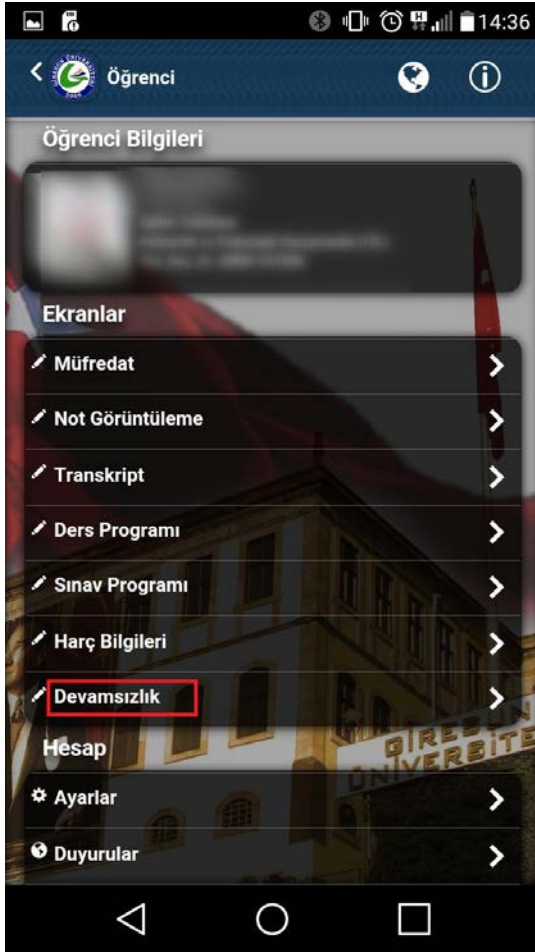 14:36
Öğrenci
Öğrenci Bilgileri
Ekranlar
Müfredat
Not Görüntüleme
Transkript
Ders Programı
Sınav Programı
Harç Bilgileri
Devamsızlık
Hesap
GİRESUN
ÜNİVERSİTE
Ayarlar
Duyurular